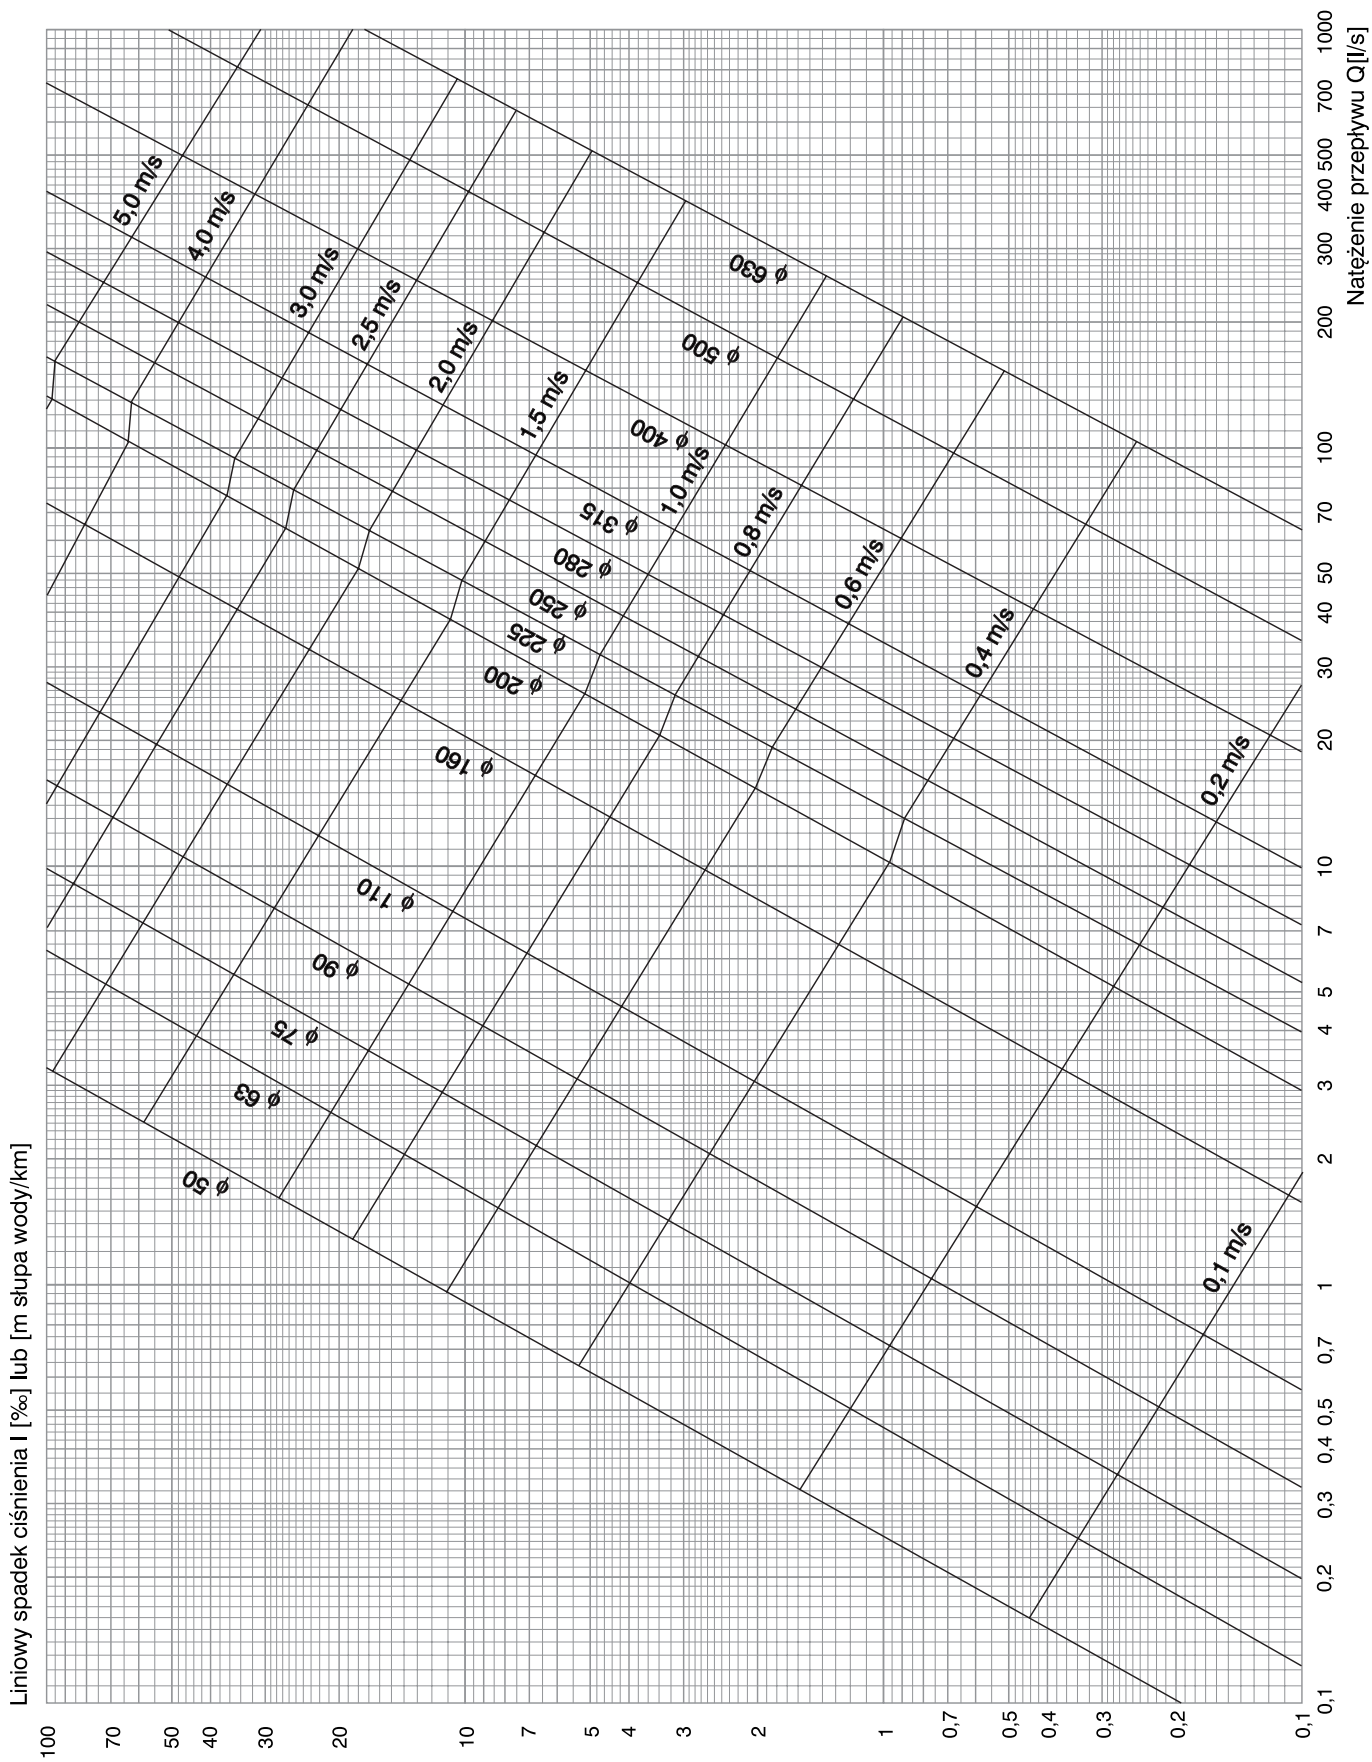 Liniowy spadek ciśnienia I [‰] lub [m słupa wody/km]
100
70
50
40
30
20
10
7
5
4
3
2
1
0,7
0,5
0,4
0,3
0,2
0,1
5,0 m/s
4,0 m/s
3,0 m/s
2,5 m/s
2,0 m/s
1,5 m/s
1,0 m/s
0,8 m/s
0,6 m/s
0,4 m/s
0,2 m/s
0,1 m/s
ϕ 50
ϕ 63
ϕ 75
ϕ 90
ϕ 110
ϕ 160
ϕ 200
ϕ 225
ϕ 250
ϕ 280
ϕ 315
ϕ 400
ϕ 500
ϕ 630
0,1
0,2
0,3
0,4
0,5
0,7
1
2
3
4
5
7
10
20
30
40
50
70
100
200
300
400
500
700
1000
Natężenie przepływu Q[l/s]